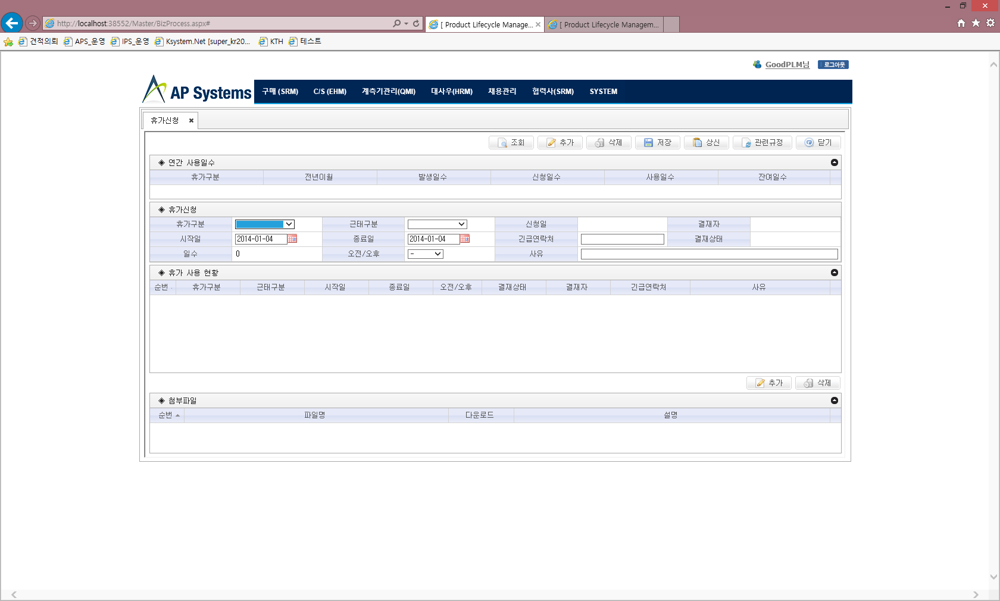 http://localhost:38552/Master/BizProcess.aspx#
[ Product Lifecycle Manage...
[ Product Lifecycle Managem...
견적의뢰 APS_운영 IPS_운영 Ksystem.Net [super_kr20... KTH 테스트
GoodPLM님 로그아웃
AP Systems
구매 (SRM) C/S (EHM) 계측기관리(QMI) 대사우(HRM) 채용관리 협력사(SRM) SYSTEM
휴가신청
조회 추가 삭제 저장 상신 관련규정 닫기
◈ 연간 사용일수
휴가구분 전년이월 발생일수 신청일수 사용일수 잔여일수
◈ 휴가신청
휴가구분 근태구분 신청일 결재자
시작일 2014-01-04 종료일 2014-01-04 긴급연락처 결재상태
일수 0 오전/오후 - 사유
◈ 휴가 사용 현황
순번 휴가구분 근태구분 시작일 종료일 오전/오후 결재상태 결재자 긴급연락처 사유
추가 삭제
◈ 첨부파일
순번 파일명 다운로드 설명